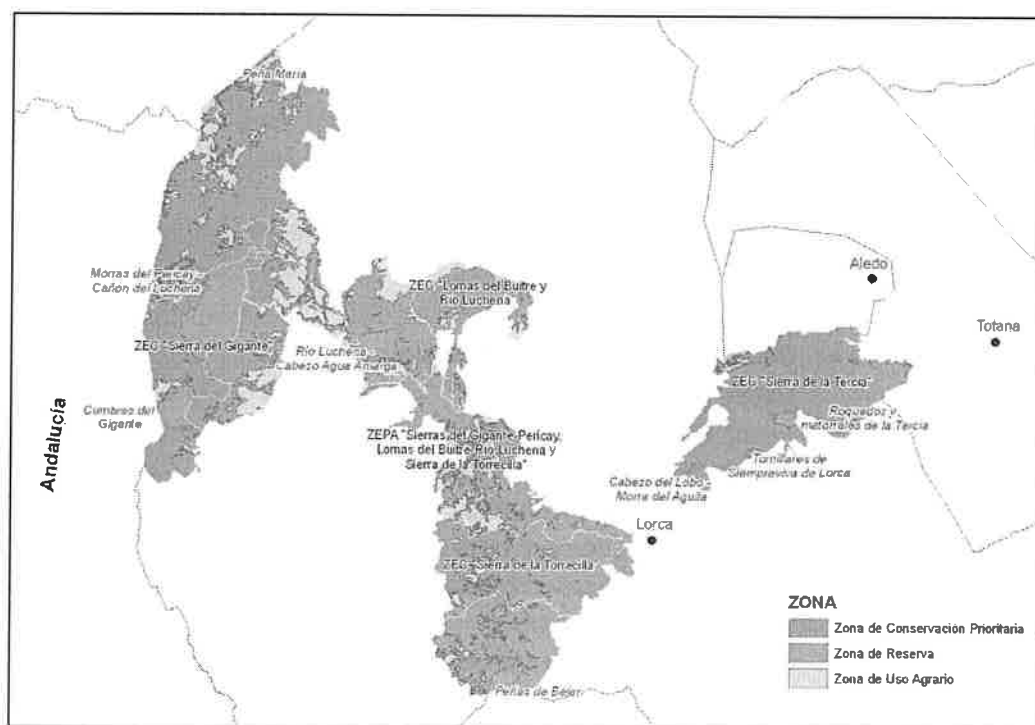 Peña María
Morras del Pericay -
Cañon del Luchena
ZEC "Lomas del Buitre y
Río Luchena"
Aledo
Totana
ZEC "Sierra del Gigante"
Río Luchena -
Cabezo Agua Amarga
ZEC "Sierra de la Tercia"
Andalucía
Cumbres del
Gigante
Roquedos y
matorrales de la Tercia
ZEPA "Sierras del Gigante-Pericay,
Lomas del Buitre-Río Luchena y
Sierra de la Torrecilla"
Tomillares de
Siempreviva de Lorca
Cabezo del Lobo -
Morra del Aguila
Lorca
ZEC "Sierra de la Torrecilla"
Peñas de Bejar
ZONA
Zona de Conservación Prioritaria
Zona de Reserva
Zona de Uso Agrario